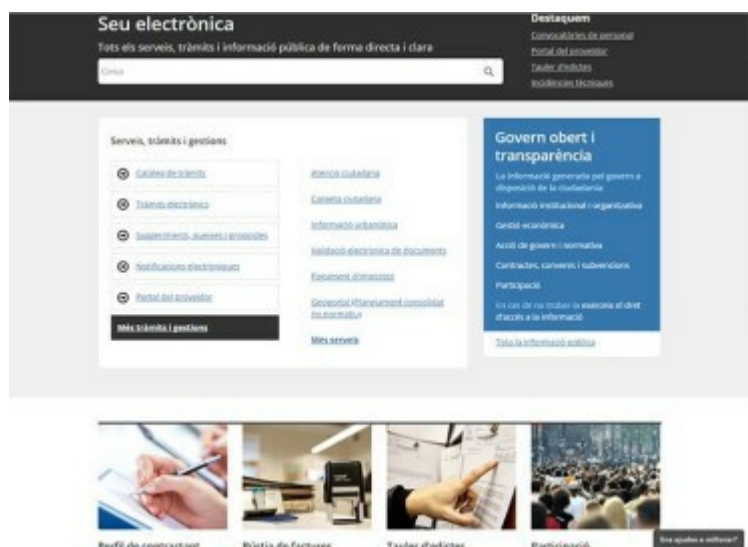 Seu electrònica
Tots els serveis, tràmits i informació pública de forma directa i clara
Cerca
Destaquem
Convocatòries de personal
Portal del proveïdor
Tauler d'edictes
Incidències tècniques
Serveis, tràmits i gestions
Catàleg de tràmits
Tràmits electrònics
Suggeriments, queixes i propostes
Notificacions electròniques
Portal del proveïdor
Més tràmits i gestions
Atenció ciutadana
Carpeta ciutadana
Informació urbanística
Validació electrònica de documents
Pagament d'impostos
Geoportal (Planejament consolidat
no normatiu)
Més serveis
Govern obert i
transparència
La informació generada pel govern a
disposició de la ciutadania:
Informació institucional i organitzativa
Gestió econòmica
Acció de govern i normativa
Contractes, convenis i subvencions
Participació
En cas de no trobar-la exerceix el dret
d'accés a la informació
Tota la informació pública
Perfil de contractant
Bústia de factures
Tauler d'edictes
Participació
Ens ajudes a millorar?